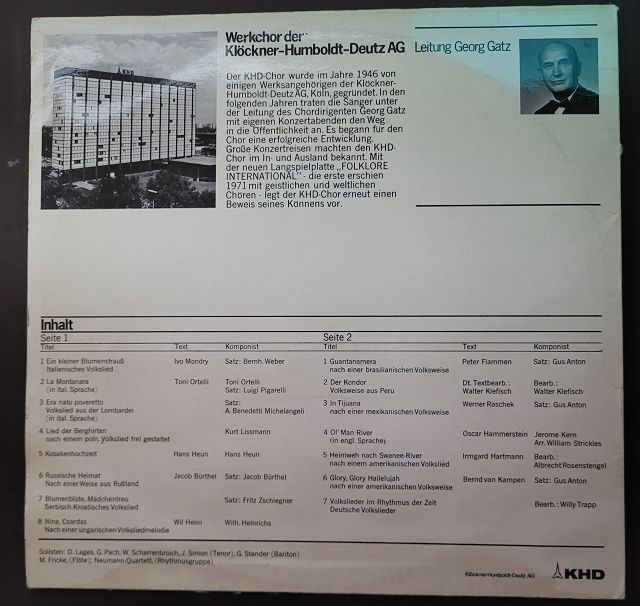 KHD
Werkchor der
Klöckner-Humboldt-Deutz AG
Leitung Georg Gatz
Der KHD-Chor wurde im Jahre 1946 von
einigen Werksangehörigen der Klöckner-
Humboldt-Deutz AG, Köln, gegründet. In den
folgenden Jahren traten die Sänger unter
der Leitung des Chordirigenten Georg Gatz
mit eigenen Konzertabenden den Weg
in die Öffentlichkeit an. Es begann für den
Chor eine erfolgreiche Entwicklung.
Große Konzertreisen machten den KHD-
Chor im In- und Ausland bekannt. Mit
der neuen Langspielplatte „FOLKLORE
INTERNATIONAL" - die erste erschien
1971 mit geistlichen und weltlichen
Chören - legt der KHD-Chor erneut einen
Beweis seines Könnens vor.
Inhalt
Seite 1 Seite 2
Titel Text Komponist Titel Text Komponist
1 Ein kleiner Blumenstrauß Ivo Mondry Satz: Bernh. Weber 1 Guantanamera Peter Flammen Satz: Gus Anton
Italienisches Volkslied nach einer brasilianischen Volksweise
2 La Montanara Toni Ortelli Toni Ortelli 2 Der Kondor Dt. Textbearb.: Bearb.:
(in ital. Sprache) Satz: Luigi Pigarelli Volksweise aus Peru Walter Klefisch Walter Klefisch
3 Era nato poveretto Satz: 3 In Tijuana Werner Raschek Satz: Gus Anton
Volkslied aus der Lombardei A. Benedetti Michelangeli nach einer mexikanischen Volksweise
(in ital. Sprache)
4 Lied der Berghirten Kurt Lissmann 4 Ol' Man River Oscar Hammerstein Jerome Kern
nach einem poln. Volkslied frei gestaltet (in engl. Sprache) Arr. William Strickles
5 Kosakenhochzeit Hans Heun Hans Heun 5 Heimweh nach Swanee-River Irmgard Hartmann Bearb.:
nach einem amerikanischen Volkslied Albrecht Rosenstengel
6 Russische Heimat Jacob Bürthel Satz: Jacob Bürthel 6 Glory, Glory Hallelujah Bernd van Kampen Satz: Gus Anton
Nach einer Weise aus Rußland nach einer amerikanischen Volksweise
7 Blumenblüte, Mädchentreu Satz: Fritz Zschiegner 7 Volkslieder im Rhythmus der Zeit Bearb.: Willy Trapp
Serbisch-Kroatisches Volkslied Deutsche Volkslieder
8 Nina, Csardas Wil Helm Wilh. Heinrichs
Nach einer ungarischen Volksliedmelodie
Solisten: D. Lages, G. Pach, W. Scharrenbroich, J. Simon (Tenor), G. Stander (Bariton)
M. Fricke, (Flöte); Neumann-Quartett, (Rhythmusgruppe)
Klöckner-Humboldt-Deutz AG KHD